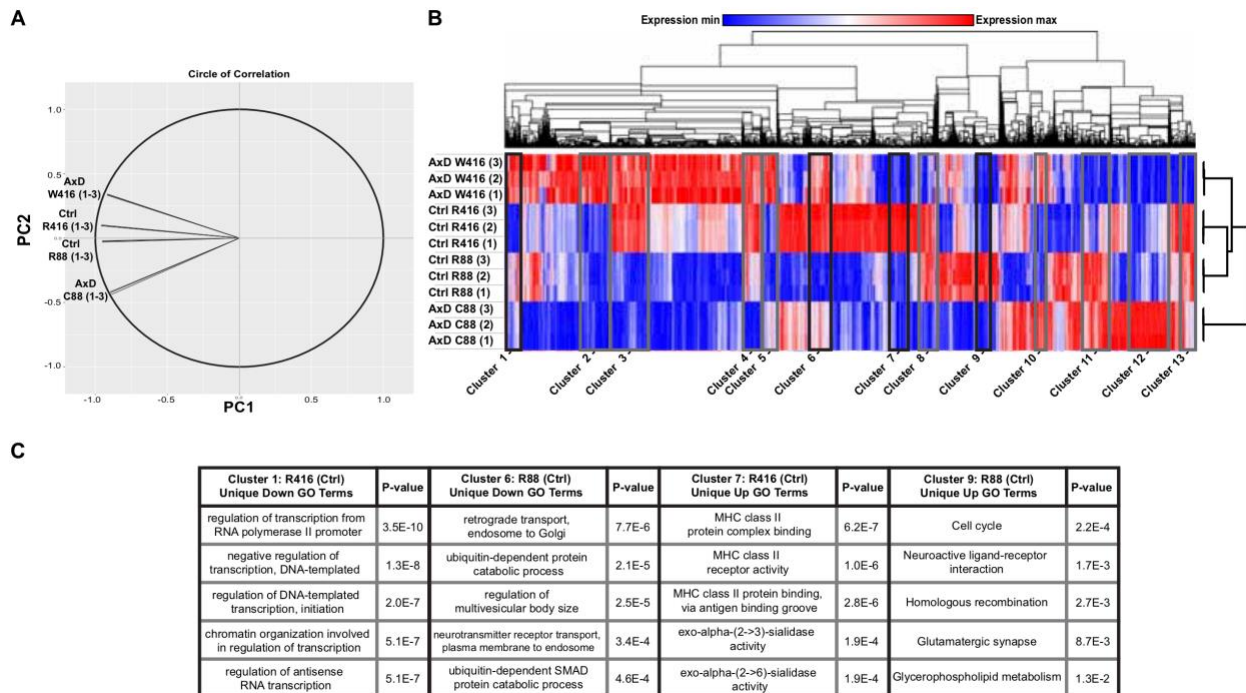 A
Circle of Correlation
1.0
0.5
0.0
-0.5
-1.0
PC2
AxD
W416 (1-3)
Ctrl
R416 (1-3)
Ctrl
R88 (1-3)
AxD
C88 (1-3)
-1.0
-0.5
0.0
0.5
1.0
PC1
B
Expression min
Expression max
AxD W416 (3)
AxD W416 (2)
AxD W416 (1)
Ctrl R416 (3)
Ctrl R416 (2)
Ctrl R416 (1)
Ctrl R88 (3)
Ctrl R88 (2)
Ctrl R88 (1)
AxD C88 (3)
AxD C88 (2)
AxD C88 (1)
Cluster 1
Cluster 2
Cluster 3
Cluster 4
Cluster 5
Cluster 6
Cluster 7
Cluster 8
Cluster 9
Cluster 10
Cluster 11
Cluster 12
Cluster 13
C
Cluster 1: R416 (Ctrl)
Unique Down GO Terms
P-value
Cluster 6: R88 (Ctrl)
Unique Down GO Terms
P-value
Cluster 7: R416 (Ctrl)
Unique Up GO Terms
P-value
Cluster 9: R88 (Ctrl)
Unique Up GO Terms
P-value
regulation of transcription from
RNA polymerase II promoter
3.5E-10
retrograde transport,
endosome to Golgi
7.7E-6
MHC class II
protein complex binding
6.2E-7
Cell cycle
2.2E-4
negative regulation of
transcription, DNA-templated
1.3E-8
ubiquitin-dependent protein
catabolic process
2.1E-5
MHC class II
receptor activity
1.0E-6
Neuroactive ligand-receptor
interaction
1.7E-3
regulation of DNA-templated
transcription, initiation
2.0E-7
regulation of
multivesicular body size
2.5E-5
MHC class II protein binding,
via antigen binding groove
2.8E-6
Homologous recombination
2.7E-3
chromatin organization involved
in regulation of transcription
5.1E-7
neurotransmitter receptor transport,
plasma membrane to endosome
3.4E-4
exo-alpha-(2->3)-sialidase
activity
1.9E-4
Glutamatergic synapse
8.7E-3
regulation of antisense
RNA transcription
5.1E-7
ubiquitin-dependent SMAD
protein catabolic process
4.6E-4
exo-alpha-(2->6)-sialidase
activity
1.9E-4
Glycerophospholipid metabolism
1.3E-2